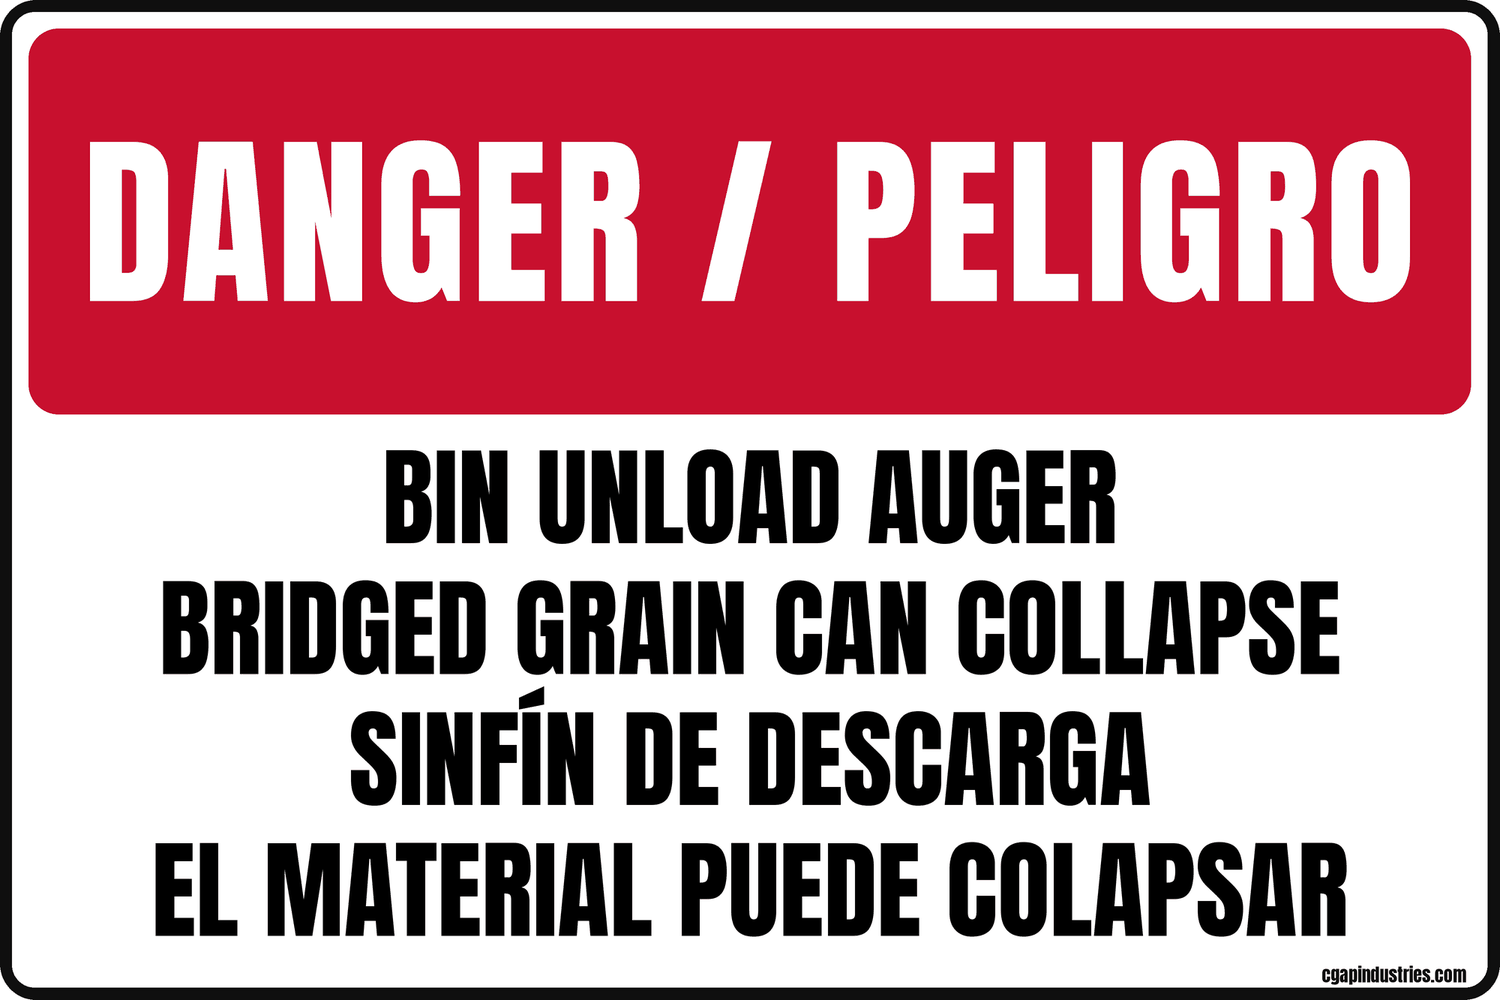 DANGER / PELIGRO
BIN UNLOAD AUGER
BRIDGED GRAIN CAN COLLAPSE
SINFÍN DE DESCARGA
EL MATERIAL PUEDE COLAPSAR
cgapindustries.com